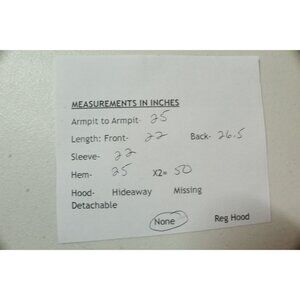 MEASUREMENTS IN INCHES
Armpit to Armpit- 25
Length: Front- 22 Back- 26.5
Sleeve- 22
Hem- 25 X2= 50
Hood- Hideaway Missing
Detachable
None Reg Hood